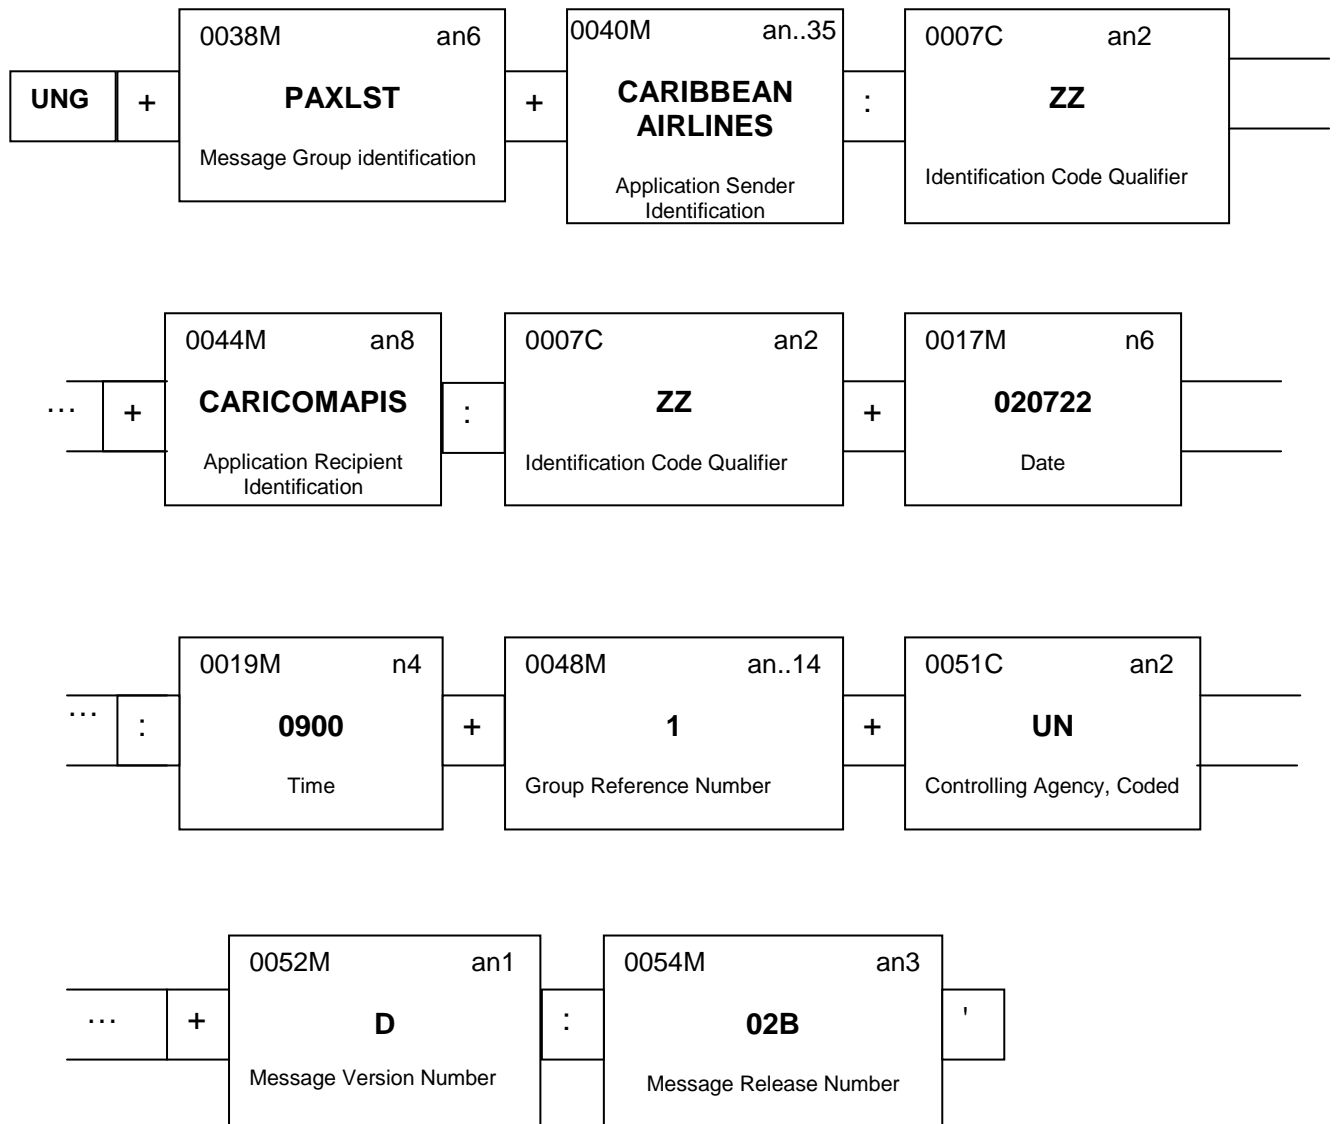 0038M an6 0040M an..35 0007C an2
UNG + PAXLST + CARIBBEAN AIRLINES : ZZ
Message Group identification Application Sender Identification Identification Code Qualifier
0044M an8 0007C an2 0017M n6
... + CARICOMAPIS : ZZ + 020722
Application Recipient Identification Identification Code Qualifier Date
0019M n4 0048M an..14 0051C an2
... : 0900 + 1 + UN
Time Group Reference Number Controlling Agency, Coded
0052M an1 0054M an3
... + D : 02B '
Message Version Number Message Release Number